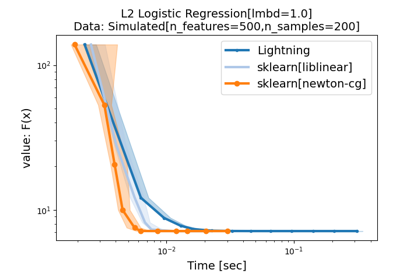 L2 Logistic Regression[lmbd=1.0]
Data: Simulated[n_features=500,n_samples=200]
Lightning
sklearn[liblinear]
sklearn[newton-cg]
value: F(x)
10²
10¹
10⁻²
10⁻¹
Time [sec]